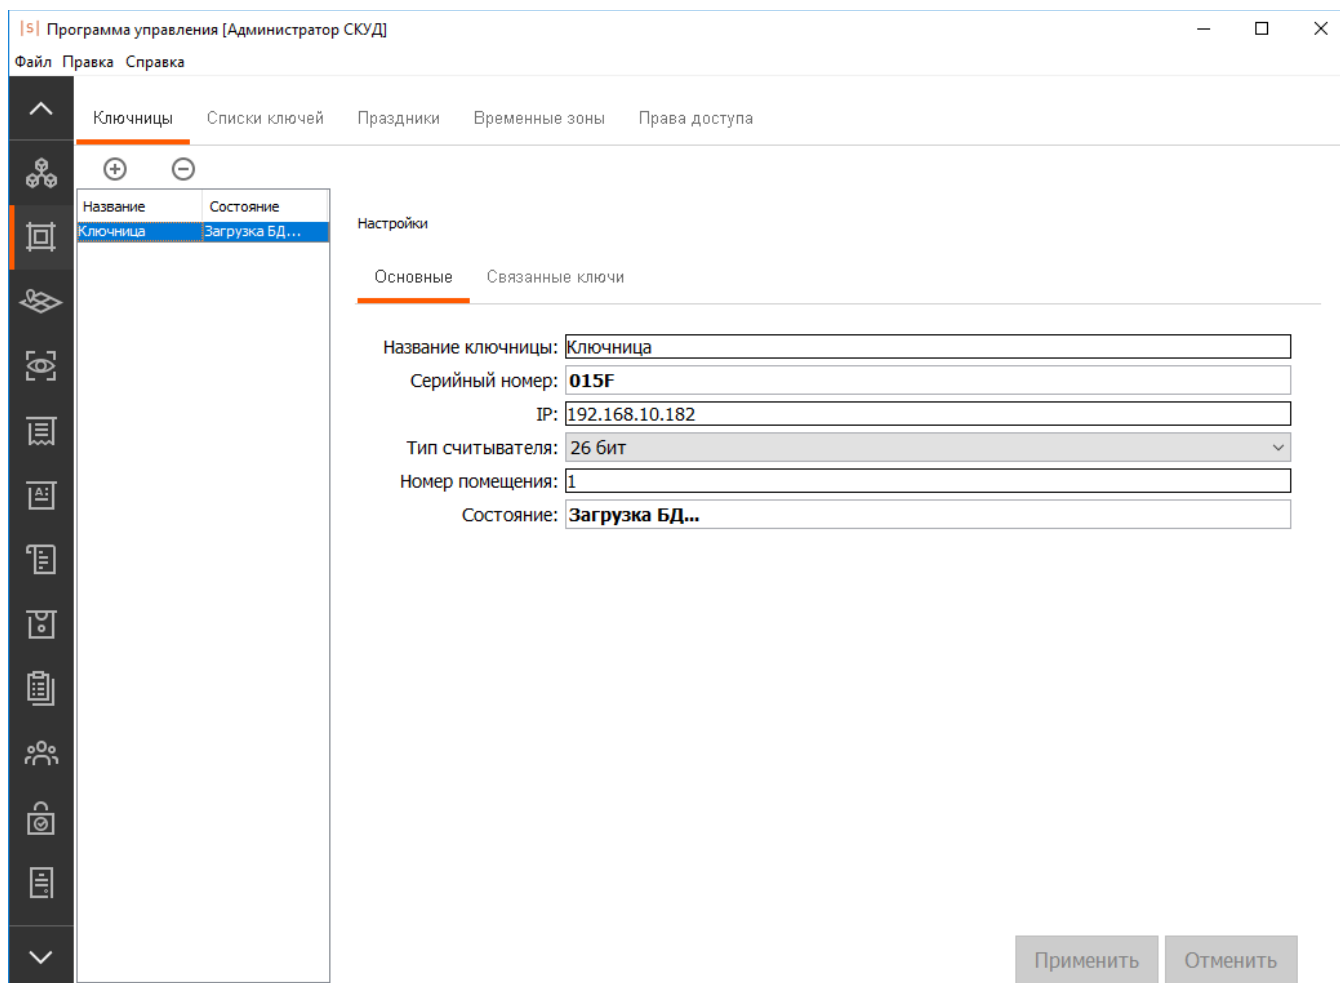 |S| Программа управления [Администратор СКУД]
Файл Правка Справка
Ключницы Списки ключей Праздники Временные зоны Права доступа
Название Состояние
Ключница Загрузка БД...
Настройки
Основные Связанные ключи
Название ключницы: Ключница
Серийный номер: 015F
IP: 192.168.10.182
Тип считывателя: 26 бит
Номер помещения: 1
Состояние: Загрузка БД...
Применить Отменить